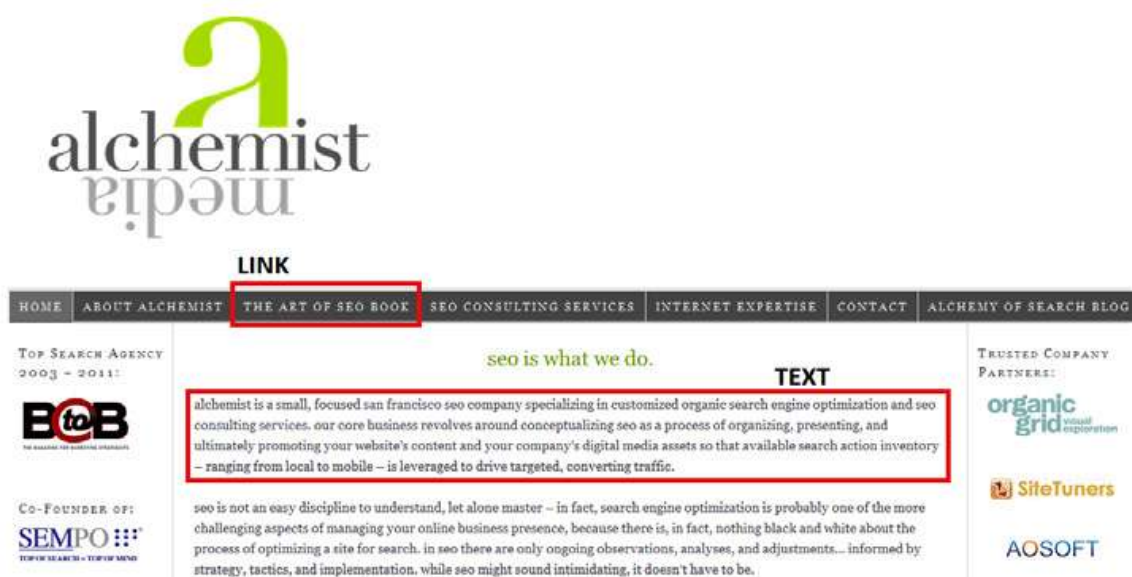 a
alchemist
media
LINK
HOME ABOUT ALCHEMIST THE ART OF SEO BOOK SEO CONSULTING SERVICES INTERNET EXPERTISE CONTACT ALCHEMY OF SEARCH BLOG
TOP SEARCH AGENCY
2003 – 2011:
BtoB
seo is what we do.
TEXT
alchemist is a small, focused san francisco seo company specializing in customized organic search engine optimization and seo
consulting services. our core business revolves around conceptualizing seo as a process of organizing, presenting, and
ultimately promoting your website's content and your company's digital media assets so that available search action inventory
– ranging from local to mobile – is leveraged to drive targeted, converting traffic.
CO-FOUNDER OF:
SEMPO
TOP OF SEARCH = TOP OF MIND
seo is not an easy discipline to understand, let alone master – in fact, search engine optimization is probably one of the more
challenging aspects of managing your online business presence, because there is, in fact, nothing black and white about the
process of optimizing a site for search. in seo there are only ongoing observations, analyses, and adjustments... informed by
strategy, tactics, and implementation. while seo might sound intimidating, it doesn't have to be.
TRUSTED COMPANY
PARTNERS:
organic
grid visual exploration
SiteTuners
AOSOFT